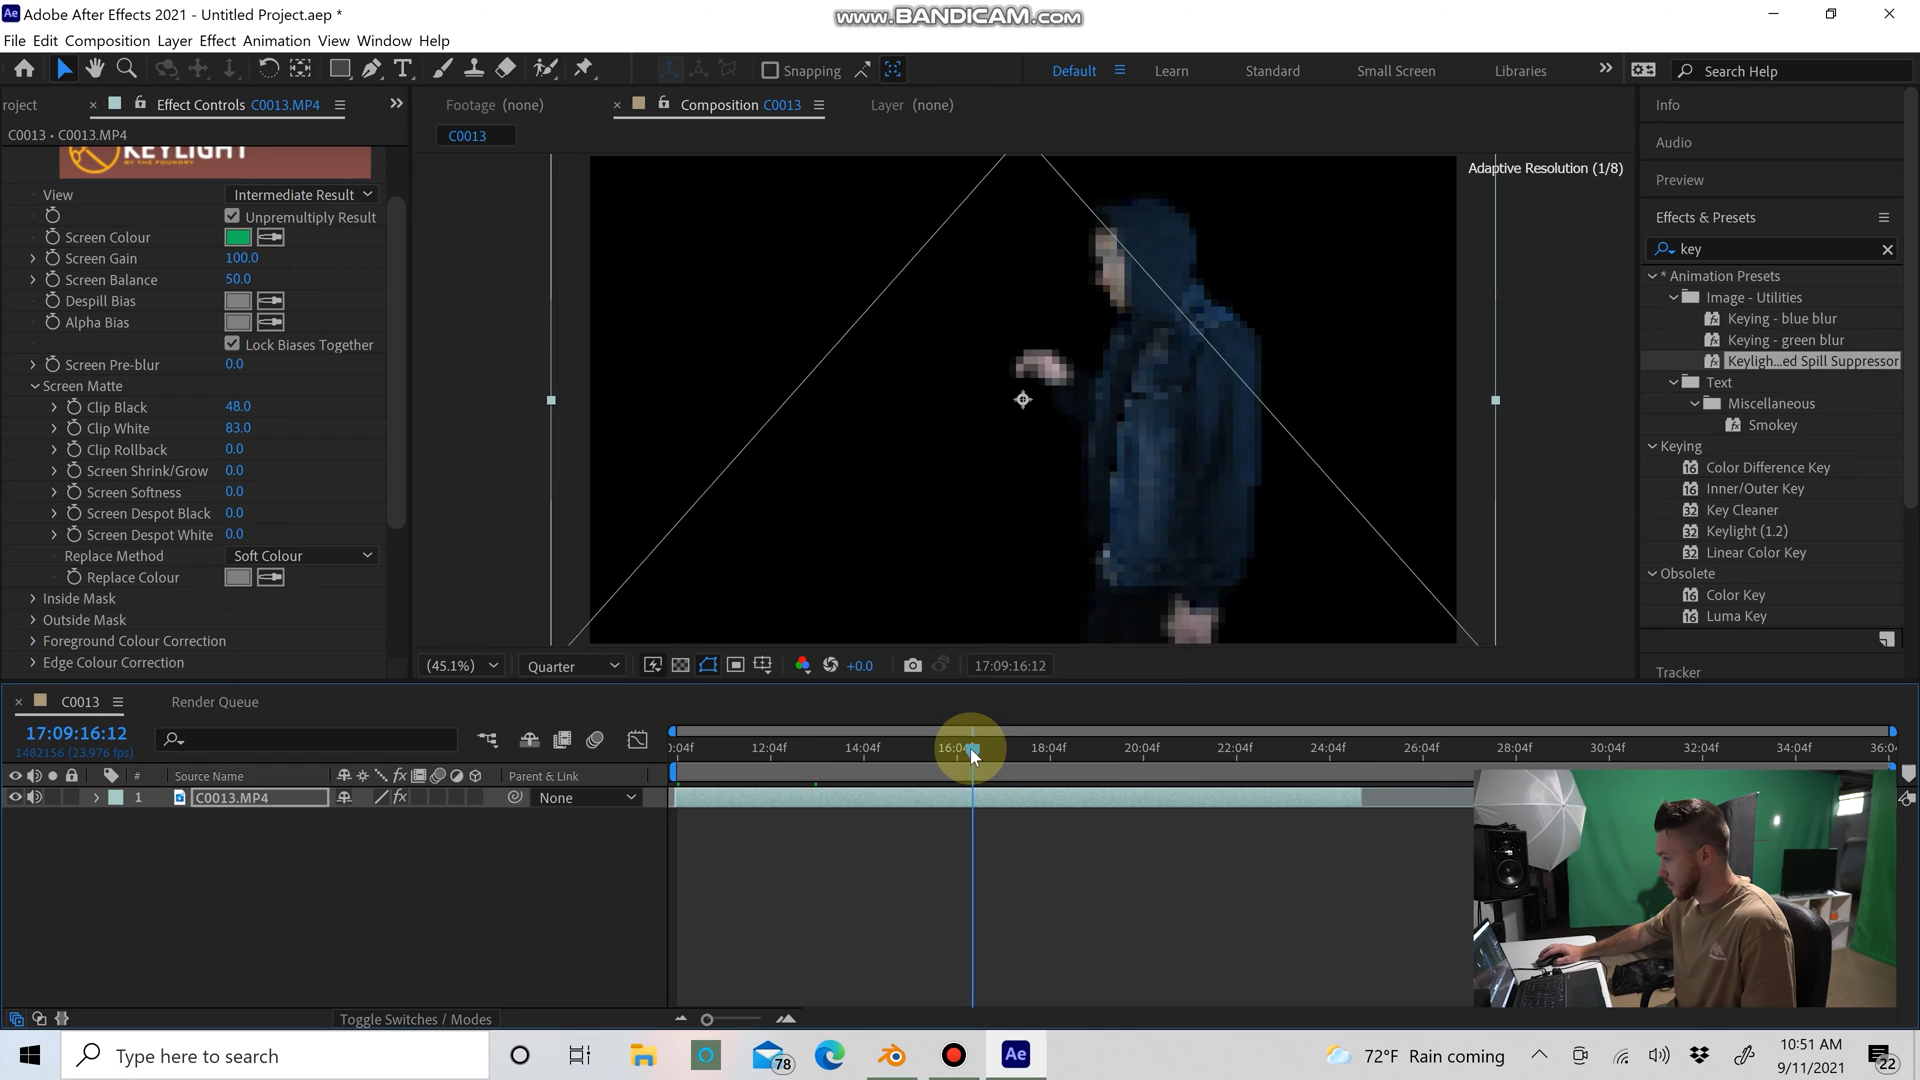 Adobe After Effects 2021 - Untitled Project.aep *
www.BANDICAM.com
File Edit Composition Layer Effect Animation View Window Help
Snapping
Default
Learn
Standard
Small Screen
Libraries
Search Help
roject
Effect Controls C0013.MP4
Footage (none)
Composition C0013
Layer (none)
Info
C0013 • C0013.MP4
C0013
Audio
KEYLIGHT
BY THE FOUNDRY
Adaptive Resolution (1/8)
Preview
View
Intermediate Result
Unpremultiply Result
Screen Colour
Screen Gain 100.0
Screen Balance 50.0
Despill Bias
Alpha Bias
Lock Biases Together
Screen Pre-blur 0.0
Screen Matte
Clip Black 48.0
Clip White 83.0
Clip Rollback 0.0
Screen Shrink/Grow 0.0
Screen Softness 0.0
Screen Despot Black 0.0
Screen Despot White 0.0
Replace Method Soft Colour
Replace Colour
Inside Mask
Outside Mask
Foreground Colour Correction
Edge Colour Correction
Effects & Presets
key
* Animation Presets
Image - Utilities
Keying - blue blur
Keying - green blur
Keyligh...ed Spill Suppressor
Text
Miscellaneous
Smokey
Keying
Color Difference Key
Inner/Outer Key
Key Cleaner
Keylight (1.2)
Linear Color Key
Obsolete
Color Key
Luma Key
Tracker
(45.1%)
Quarter
+0.0
17:09:16:12
C0013
Render Queue
17:09:16:12
1482156 (23.976 fps)
0:04f 12:04f 14:04f 16:04f 18:04f 20:04f 22:04f 24:04f 26:04f 28:04f 30:04f 32:04f 34:04f 36:04
# Source Name
fx
Parent & Link
1 C0013.MP4
fx
None
Toggle Switches / Modes
Type here to search
78
Ae
72°F Rain coming
10:51 AM
9/11/2021
22